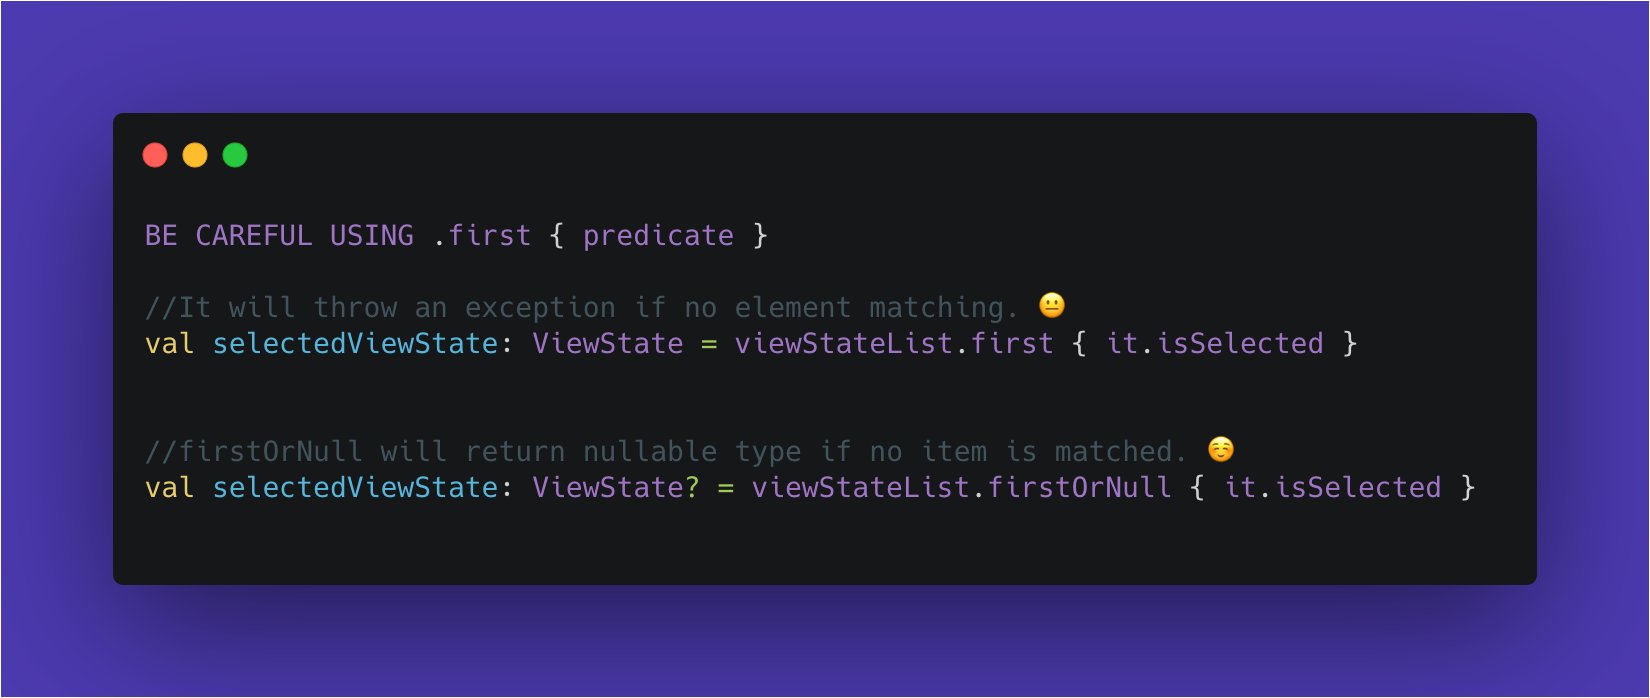 BE CAREFUL USING .first { predicate }
//It will throw an exception if no element matching. 😐
val selectedViewState: ViewState = viewStateList.first { it.isSelected }
//firstOrNull will return nullable type if no item is matched. ☺️
val selectedViewState: ViewState? = viewStateList.firstOrNull { it.isSelected }